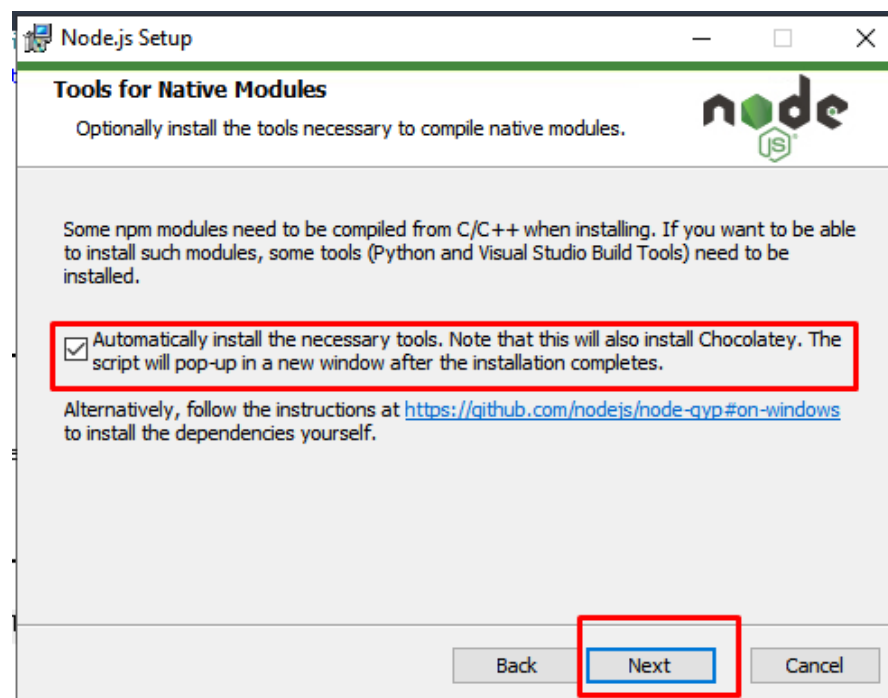 Node.js Setup
Tools for Native Modules
Optionally install the tools necessary to compile native modules.
node
JS
Some npm modules need to be compiled from C/C++ when installing. If you want to be able
to install such modules, some tools (Python and Visual Studio Build Tools) need to be
installed.
Automatically install the necessary tools. Note that this will also install Chocolatey. The
script will pop-up in a new window after the installation completes.
Alternatively, follow the instructions at https://github.com/nodejs/node-gyp#on-windows
to install the dependencies yourself.
Back Next Cancel